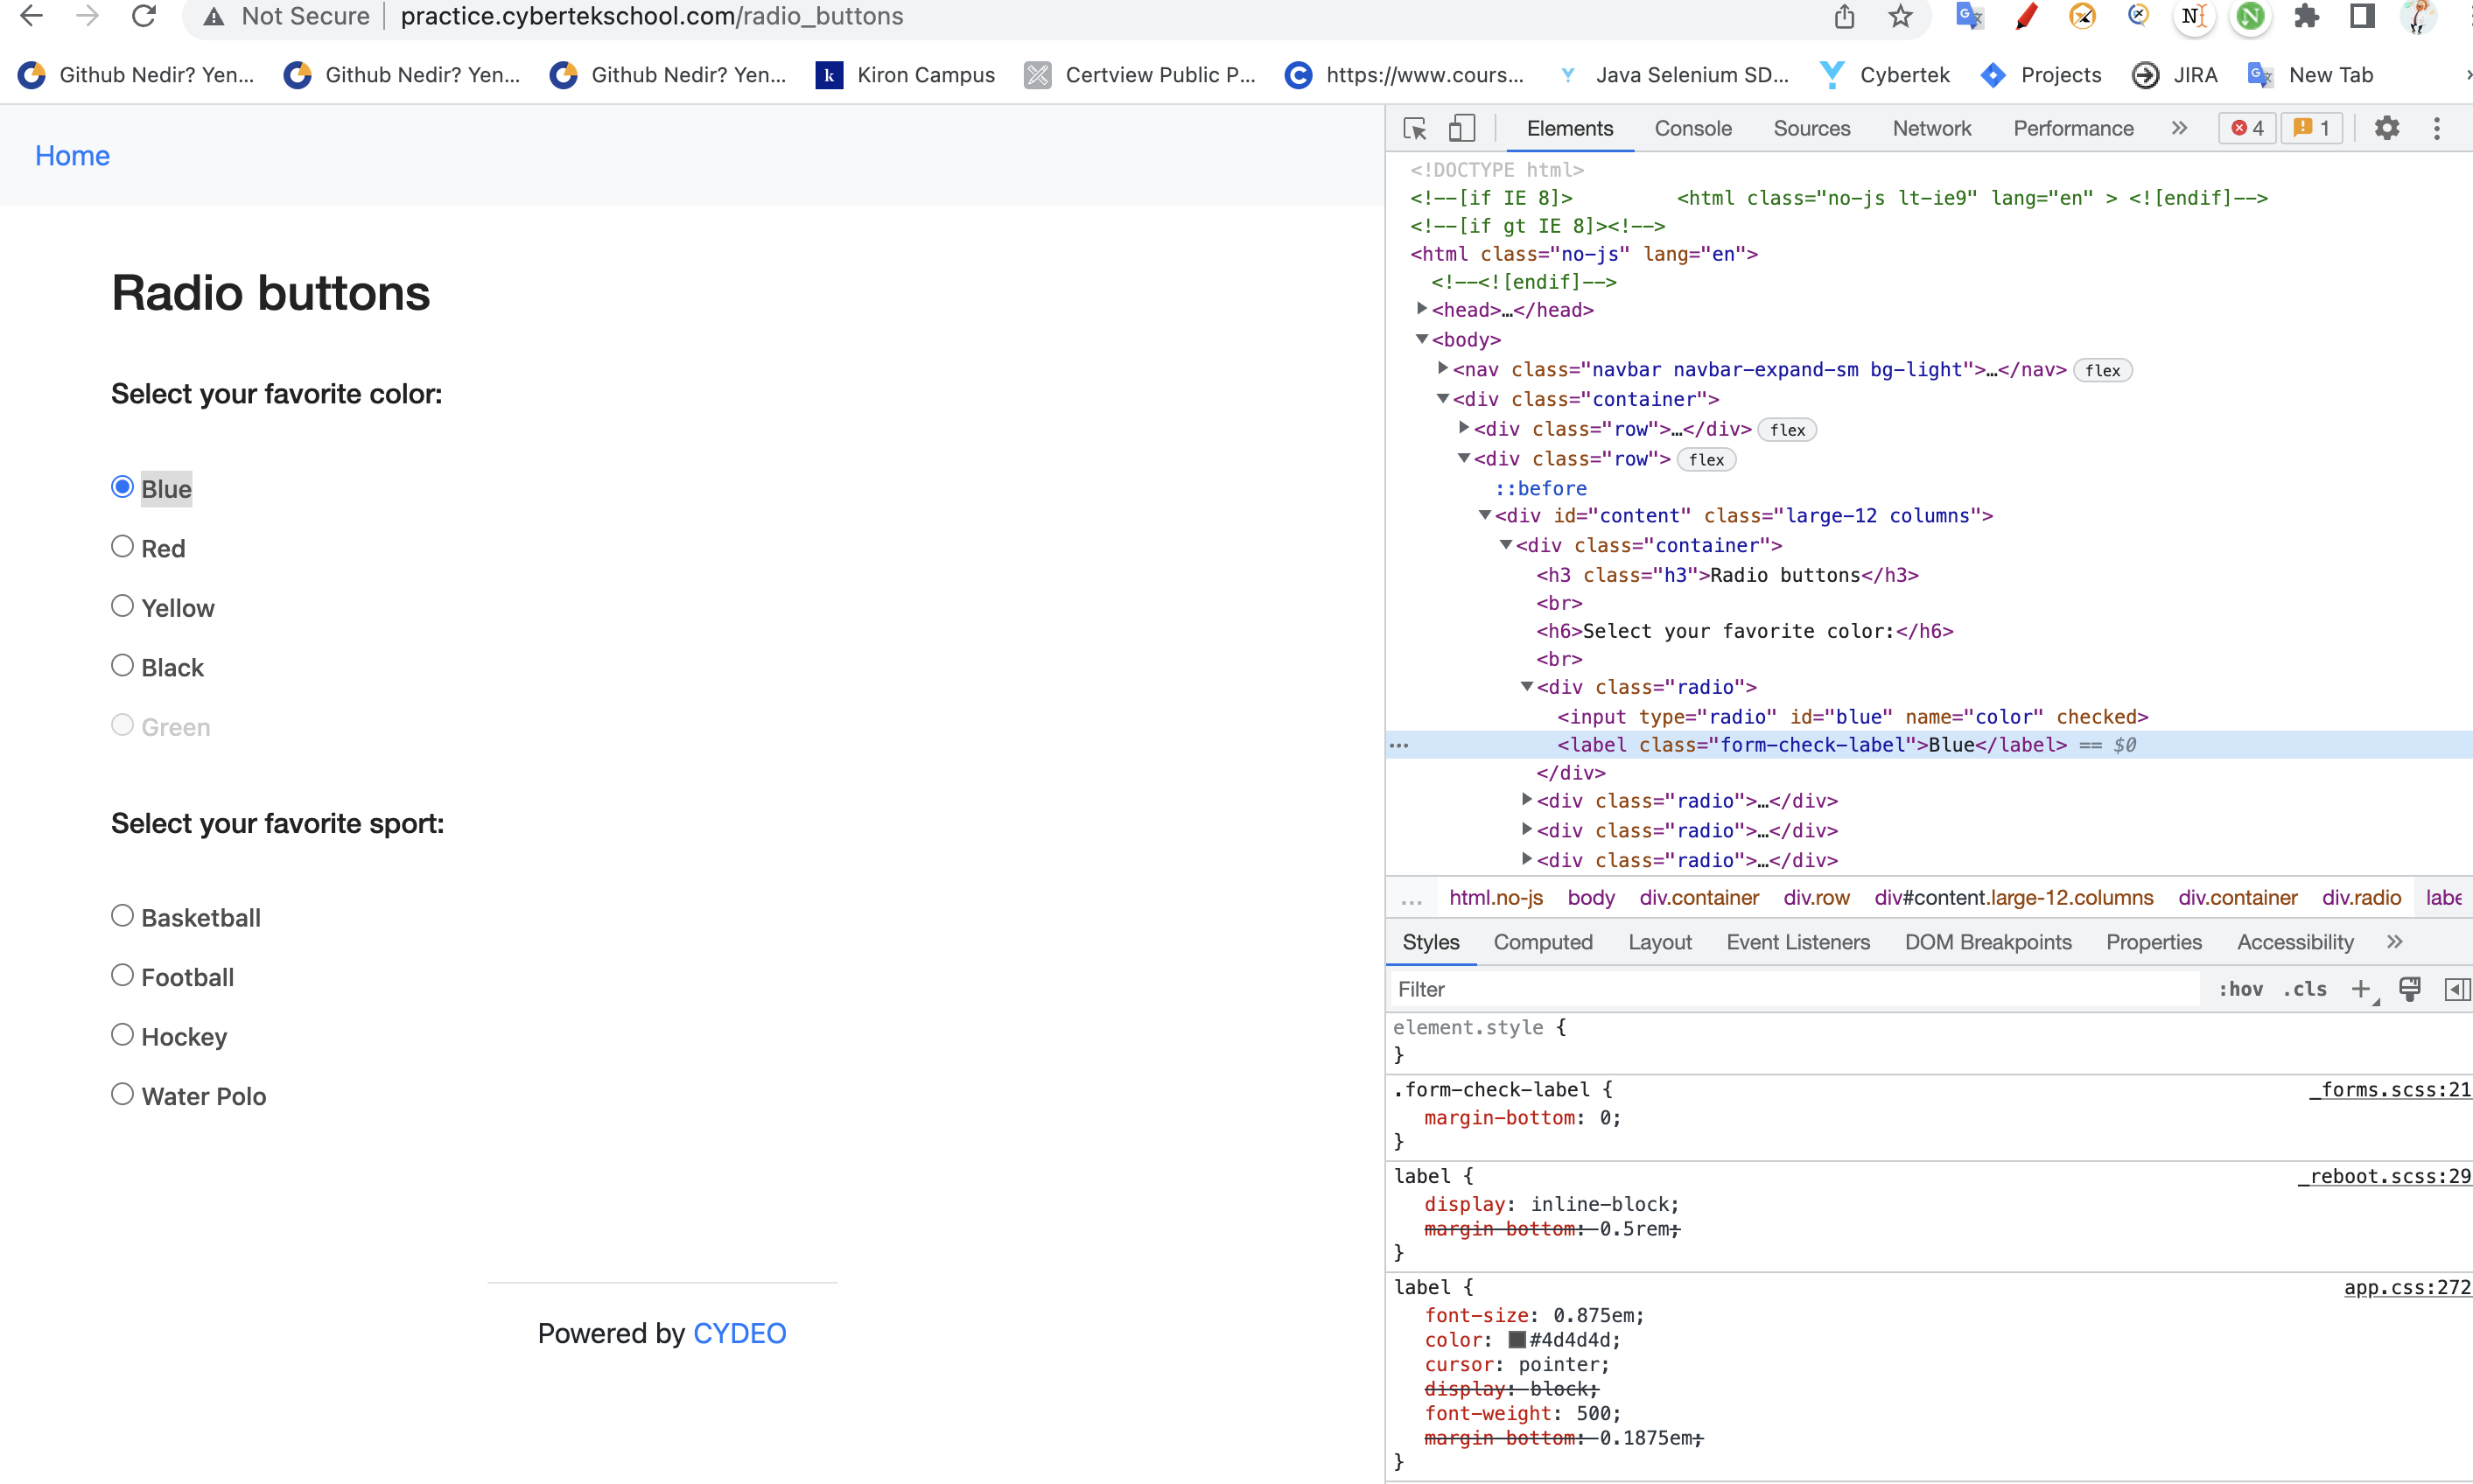 Not Secure | practice.cybertekschool.com/radio_buttons
Github Nedir? Yen... Github Nedir? Yen... Github Nedir? Yen... k Kiron Campus Certview Public P... https://www.cours... Java Selenium SD... Cybertek Projects JIRA New Tab
Home
Radio buttons
Select your favorite color:
Blue
Red
Yellow
Black
Green
Select your favorite sport:
Basketball
Football
Hockey
Water Polo
Powered by CYDEO
Elements Console Sources Network Performance » 4 1
<!DOCTYPE html>
<!--[if IE 8]> <html class="no-js lt-ie9" lang="en" > <![endif]-->
<!--[if gt IE 8]><!-->
<html class="no-js" lang="en">
<!--<![endif]-->
<head>…</head>
<body>
<nav class="navbar navbar-expand-sm bg-light">…</nav> flex
<div class="container">
<div class="row">…</div> flex
<div class="row"> flex
::before
<div id="content" class="large-12 columns">
<div class="container">
<h3 class="h3">Radio buttons</h3>
<br>
<h6>Select your favorite color:</h6>
<br>
<div class="radio">
<input type="radio" id="blue" name="color" checked>
<label class="form-check-label">Blue</label> == $0
</div>
<div class="radio">…</div>
<div class="radio">…</div>
<div class="radio">…</div>
... html.no-js body div.container div.row div#content.large-12.columns div.container div.radio labe
Styles Computed Layout Event Listeners DOM Breakpoints Properties Accessibility »
Filter :hov .cls +
element.style {
}
.form-check-label { _forms.scss:21
margin-bottom: 0;
}
label { _reboot.scss:29
display: inline-block;
margin-bottom: 0.5rem;
}
label { app.css:272
font-size: 0.875em;
color: #4d4d4d;
cursor: pointer;
display: block;
font-weight: 500;
margin-bottom: 0.1875em;
}